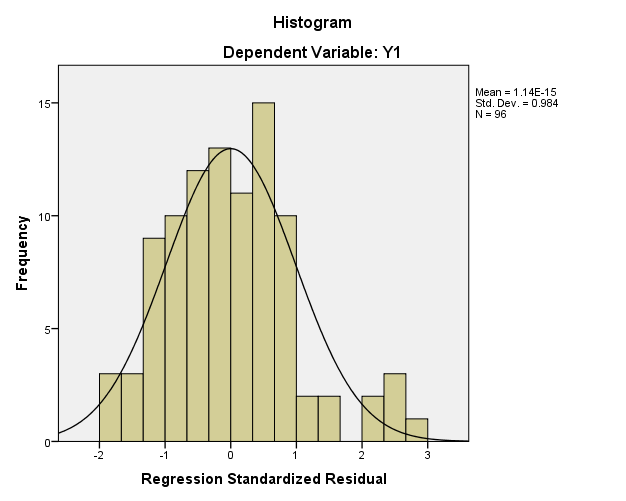 Histogram
Dependent Variable: Y1
Mean = 1.14E-15
Std. Dev. = 0.984
N = 96
Frequency
15
10
5
0
-2 -1 0 1 2 3
Regression Standardized Residual